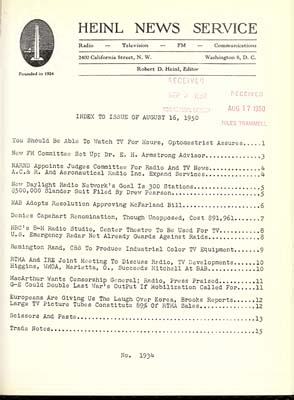 HEINL NEWS SERVICE
Radio — Television — FM — Communications
2400 California Street, N. W. Washington 8, D. C.
Robert D. Heinl, Editor
Founded in 1924
RECEIVED
RECEIVED
AUG 17 1950
NILES TRAMMELL
INDEX TO ISSUE OF AUGUST 16, 1950
You Should Be Able To Watch TV For Hours, Optometrist Assures.....1
New FM Committee Set Up; Dr. E. H. Armstrong Advisor..............3
NARND Appoints Judges Committee For Radio And TV News.............4
A.C.& R. And Aeronautical Radio Inc. Expand Services..............4
New Daylight Radio Network's Goal Is 300 Stations.................5
$500,000 Slander Suit Filed By Drew Pearson.......................5
NAB Adopts Resolution Approving McFarland Bill....................6
Denies Capehart Renomination, Though Unopposed, Cost $91,961......7
NBC's 8-H Radio Studio, Center Theatre To Be Used For TV..........8
U.S. Emergency Radar Net Already Guards Against Raids.............8
Remington Rand, CBS To Produce Industrial Color TV Equipment......9
RTMA And IRE Joint Meeting To Discuss Radio, TV Developments......10
Higgins, WMOA, Marietta, O., Succeeds Mitchell At BAB.............10
MacArthur Wants Censorship General; Radio, Press Praised..........11
G-E Could Double Last War's Output If Mobilization Called For.....11
Europeans Are Giving Us The Laugh Over Korea, Brooks Reports......12
Large TV Picture Tubes Constitute 89% Of RTMA Sales...............12
Scissors And Paste................................................13
Trade Notes.......................................................15
No. 1934